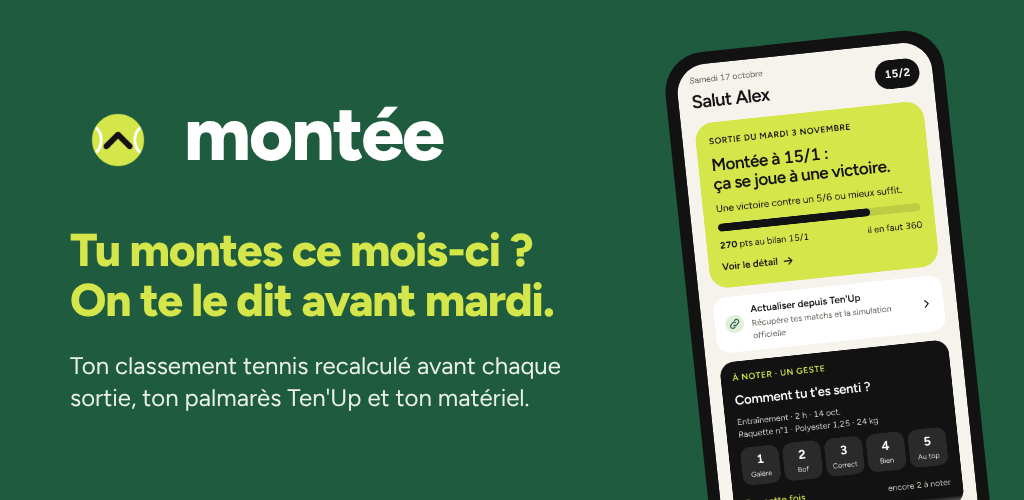 montée
Tu montes ce mois-ci ?
On te le dit avant mardi.
Ton classement tennis recalculé avant chaque
sortie, ton palmarès Ten'Up et ton matériel.
Samedi 17 octobre
Salut Alex
15/2
SORTIE DU MARDI 3 NOVEMBRE
Montée à 15/1 :
ça se joue à une victoire.
Une victoire contre un 5/6 ou mieux suffit.
270 pts au bilan 15/1
il en faut 360
Voir le détail →
Actualiser depuis Ten'Up
Récupère tes matchs et la simulation
officielle
À NOTER · UN GESTE
Comment tu t'es senti ?
Entraînement · 2 h · 14 oct.
Raquette n°1 · Polyester 1,25 · 24 kg
1 2 3 4 5
Galère Bof Correct Bien Au top
cette fois
encore 2 à noter